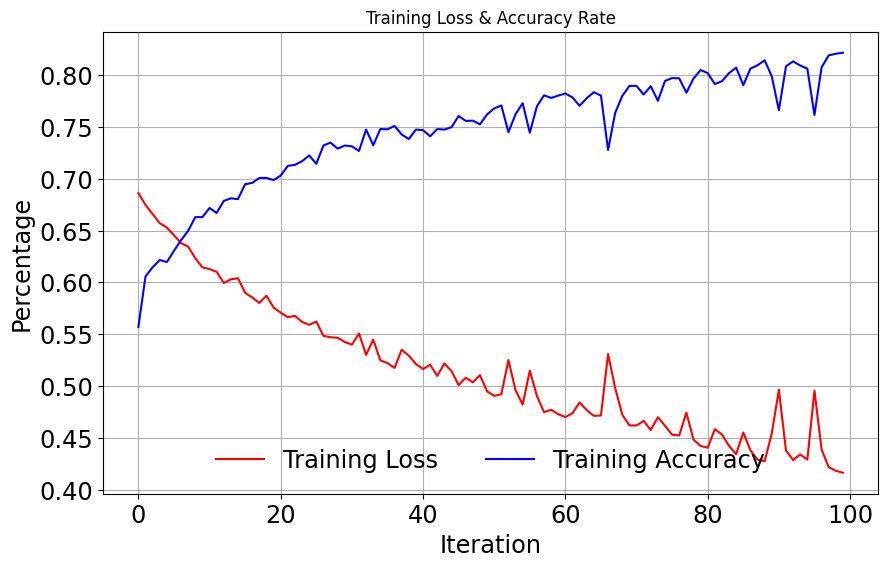 Training Loss & Accuracy Rate
Percentage
0.80
0.75
0.70
0.65
0.60
0.55
0.50
0.45
0.40
Training Loss
Training Accuracy
0 20 40 60 80 100
Iteration